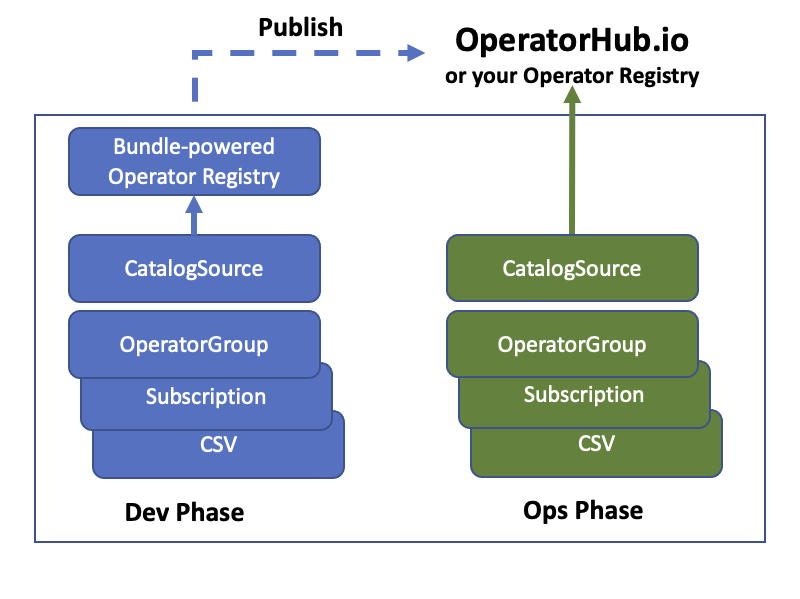 Publish
OperatorHub.io
or your Operator Registry
Bundle-powered
Operator Registry
CatalogSource
OperatorGroup
Subscription
CSV
Dev Phase
CatalogSource
OperatorGroup
Subscription
CSV
Ops Phase